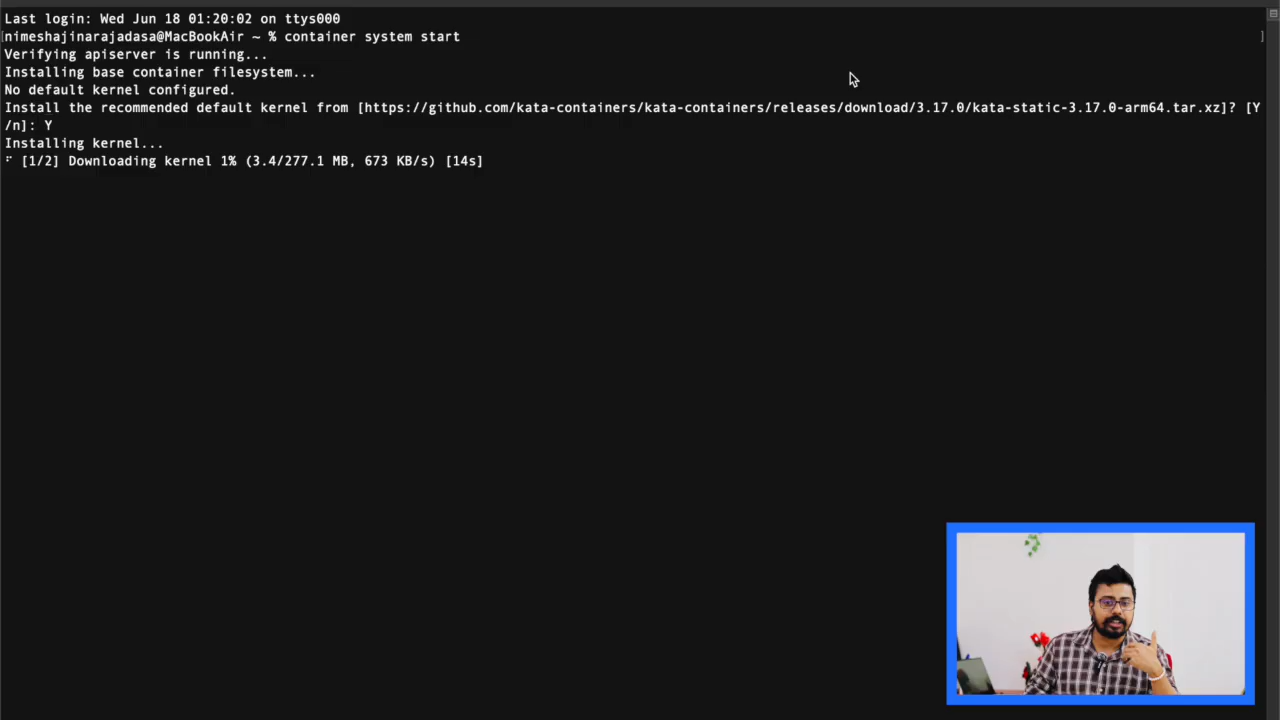 Last login: Wed Jun 18 01:20:02 on ttys000
[nimeshajinarajadasa@MacBookAir ~ % container system start ]
Verifying apiserver is running...
Installing base container filesystem...
No default kernel configured.
Install the recommended default kernel from [https://github.com/kata-containers/kata-containers/releases/download/3.17.0/kata-static-3.17.0-arm64.tar.xz]? [Y
/n]: Y
Installing kernel...
⠋ [1/2] Downloading kernel 1% (3.4/277.1 MB, 673 KB/s) [14s]